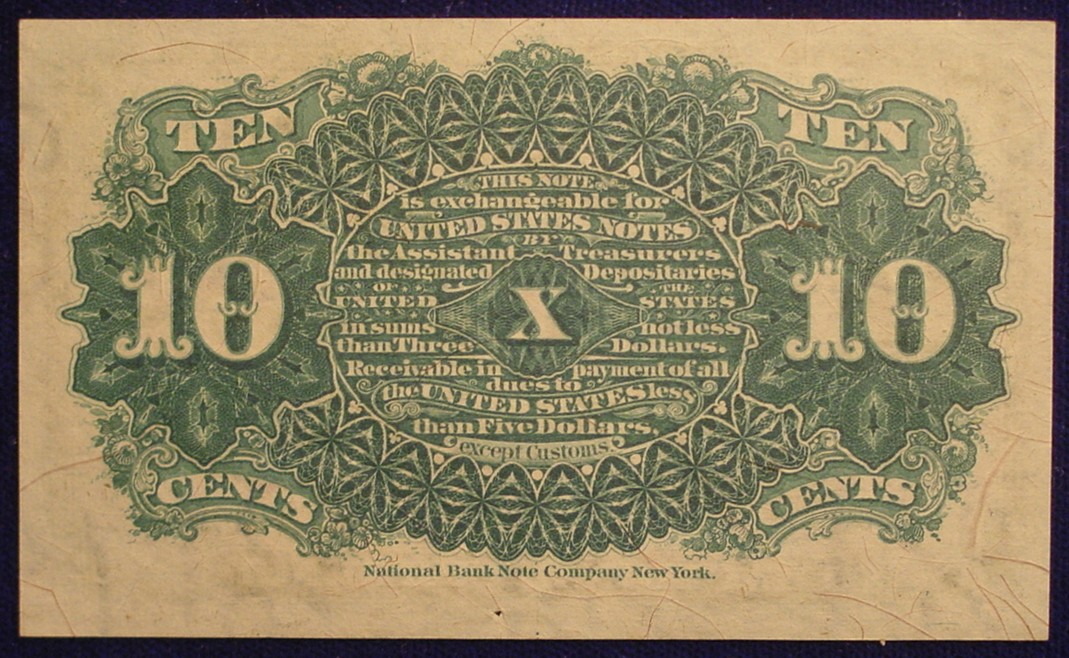 TEN TEN
THIS NOTE
is exchangeable for
UNITED STATES NOTES
BY
the Assistant Treasurers
and designated Depositaries
OF THE
UNITED STATES
10 X 10
in sums not less
than Three Dollars.
Receivable in payment of all
dues to
the UNITED STATES less
than Five Dollars,
except Customs
CENTS CENTS
National Bank Note Company New York.